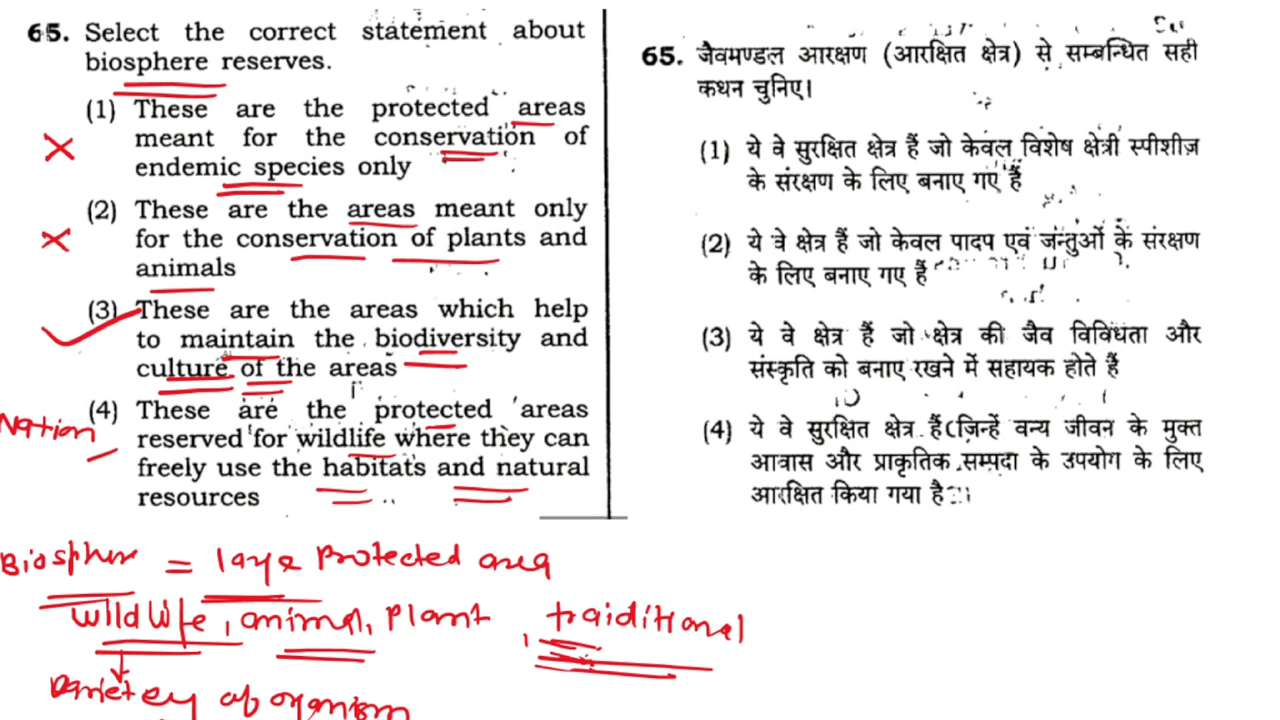 65. Select the correct statement about
biosphere reserves.
(1) These are the protected areas
meant for the conservation of
endemic species only
(2) These are the areas meant only
for the conservation of plants and
animals
(3) These are the areas which help
to maintain the biodiversity and
culture of the areas
Nation
(4) These are the protected areas
reserved for wildlife where they can
freely use the habitats and natural
resources
65. जैवमण्डल आरक्षण (आरक्षित क्षेत्र) से सम्बन्धित सही
कथन चुनिए।
(1) ये वे सुरक्षित क्षेत्र हैं जो केवल विशेष क्षेत्री स्पीशीज़
के संरक्षण के लिए बनाए गए हैं
(2) ये वे क्षेत्र हैं जो केवल पादप एवं जन्तुओं के संरक्षण
के लिए बनाए गए हैं
(3) ये वे क्षेत्र हैं जो क्षेत्र की जैव विविधता और
संस्कृति को बनाए रखने में सहायक होते हैं
(4) ये वे सुरक्षित क्षेत्र हैं जिन्हें वन्य जीवन के मुक्त
आवास और प्राकृतिक सम्पदा के उपयोग के लिए
आरक्षित किया गया है
Biospher = large Protected area
wildlife, animal, Plant, traiditional
of organism